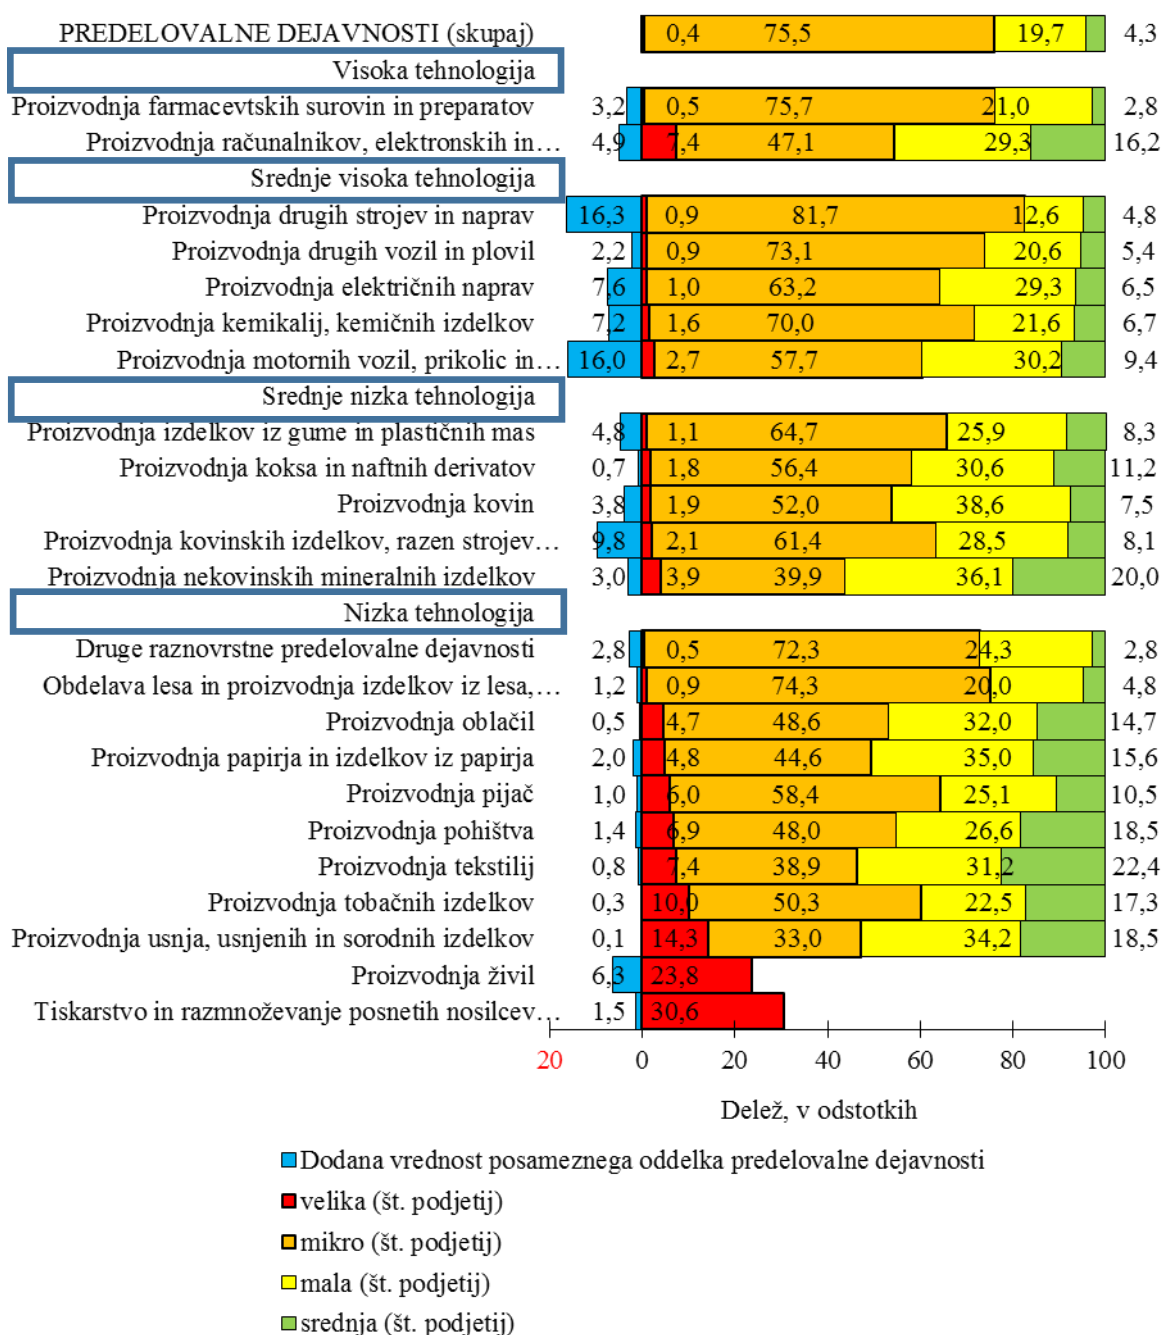 PREDELOVALNE DEJAVNOSTI (skupaj) 0,4 75,5 19,7 4,3
Visoka tehnologija
Proizvodnja farmacevtskih surovin in preparatov 3,2 0,5 75,7 21,0 2,8
Proizvodnja računalnikov, elektronskih in… 4,9 7,4 47,1 29,3 16,2
Srednje visoka tehnologija
Proizvodnja drugih strojev in naprav 16,3 0,9 81,7 12,6 4,8
Proizvodnja drugih vozil in plovil 2,2 0,9 73,1 20,6 5,4
Proizvodnja električnih naprav 7,6 1,0 63,2 29,3 6,5
Proizvodnja kemikalij, kemičnih izdelkov 7,2 1,6 70,0 21,6 6,7
Proizvodnja motornih vozil, prikolic in… 16,0 2,7 57,7 30,2 9,4
Srednje nizka tehnologija
Proizvodnja izdelkov iz gume in plastičnih mas 4,8 1,1 64,7 25,9 8,3
Proizvodnja koksa in naftnih derivatov 0,7 1,8 56,4 30,6 11,2
Proizvodnja kovin 3,8 1,9 52,0 38,6 7,5
Proizvodnja kovinskih izdelkov, razen strojev… 9,8 2,1 61,4 28,5 8,1
Proizvodnja nekovinskih mineralnih izdelkov 3,0 3,9 39,9 36,1 20,0
Nizka tehnologija
Druge raznovrstne predelovalne dejavnosti 2,8 0,5 72,3 24,3 2,8
Obdelava lesa in proizvodnja izdelkov iz lesa,… 1,2 0,9 74,3 20,0 4,8
Proizvodnja oblačil 0,5 4,7 48,6 32,0 14,7
Proizvodnja papirja in izdelkov iz papirja 2,0 4,8 44,6 35,0 15,6
Proizvodnja pijač 1,0 6,0 58,4 25,1 10,5
Proizvodnja pohištva 1,4 6,9 48,0 26,6 18,5
Proizvodnja tekstilij 0,8 7,4 38,9 31,2 22,4
Proizvodnja tobačnih izdelkov 0,3 10,0 50,3 22,5 17,3
Proizvodnja usnja, usnjenih in sorodnih izdelkov 0,1 14,3 33,0 34,2 18,5
Proizvodnja živil 6,3 23,8
Tiskarstvo in razmnoževanje posnetih nosilcev… 1,5 30,6
20 0 20 40 60 80 100
Delež, v odstotkih
Dodana vrednost posameznega oddelka predelovalne dejavnosti
velika (št. podjetij)
mikro (št. podjetij)
mala (št. podjetij)
srednja (št. podjetij)